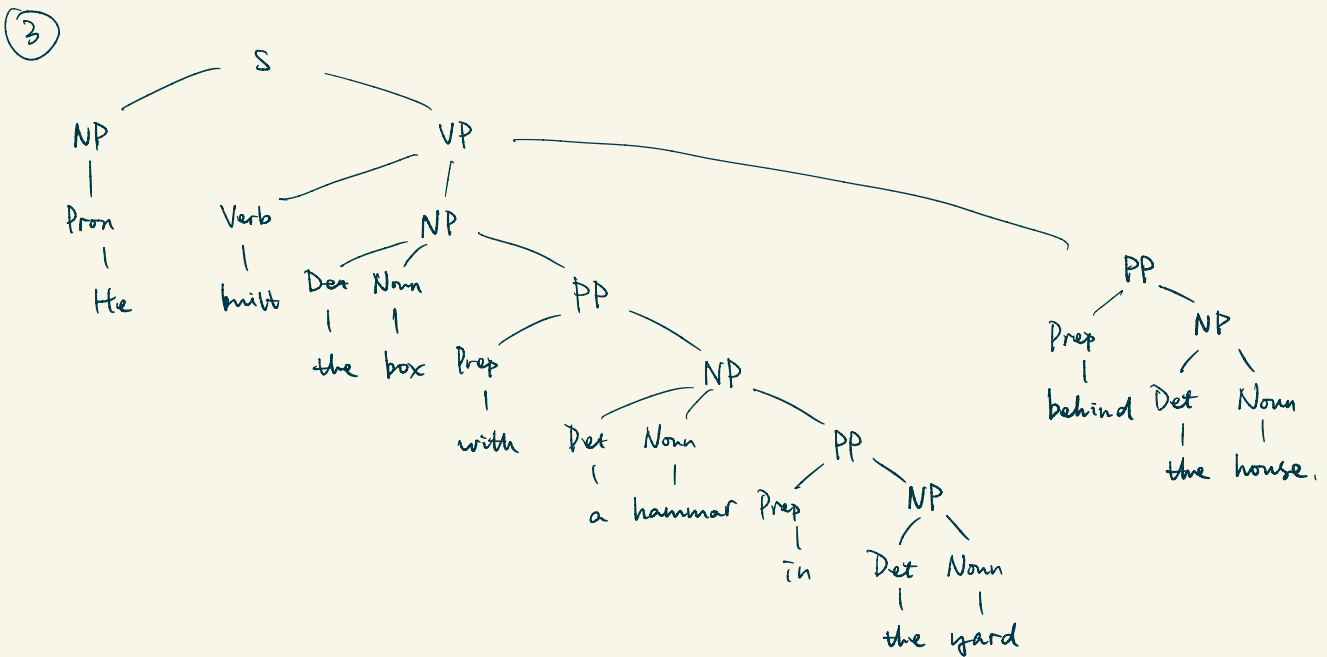 3
S
NP VP
Pron Verb NP PP
He built Det Noun PP Prep NP
the box Prep NP behind Det Noun
with Det Noun PP the house.
a hammar Prep NP
in Det Noun
the yard